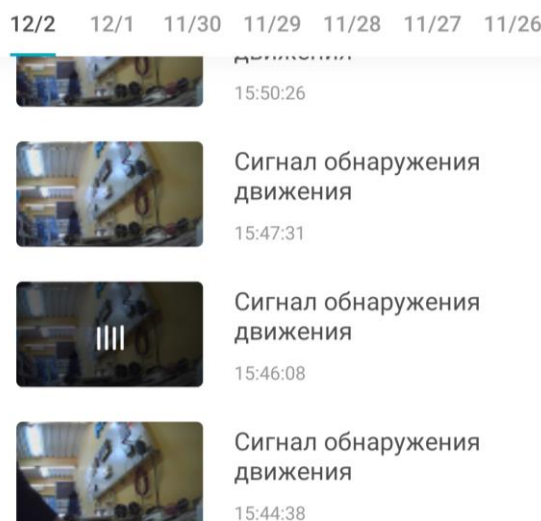 12/2 12/1 11/30 11/29 11/28 11/27 11/26
движения
15:50:26
Сигнал обнаружения
движения
15:47:31
Сигнал обнаружения
движения
15:46:08
Сигнал обнаружения
движения
15:44:38